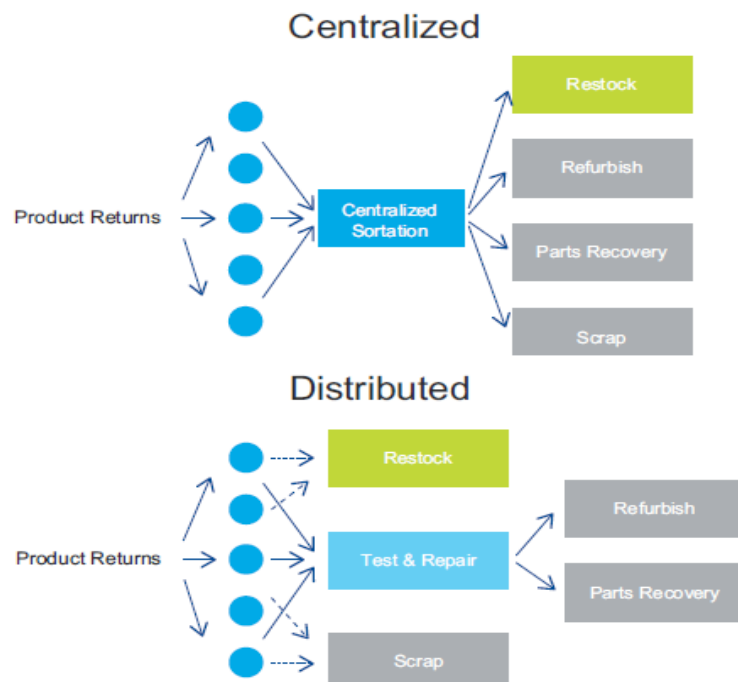 Centralized
Restock
Refurbish
Product Returns
Centralized
Sortation
Parts Recovery
Scrap
Distributed
Restock
Refurbish
Product Returns
Test & Repair
Parts Recovery
Scrap